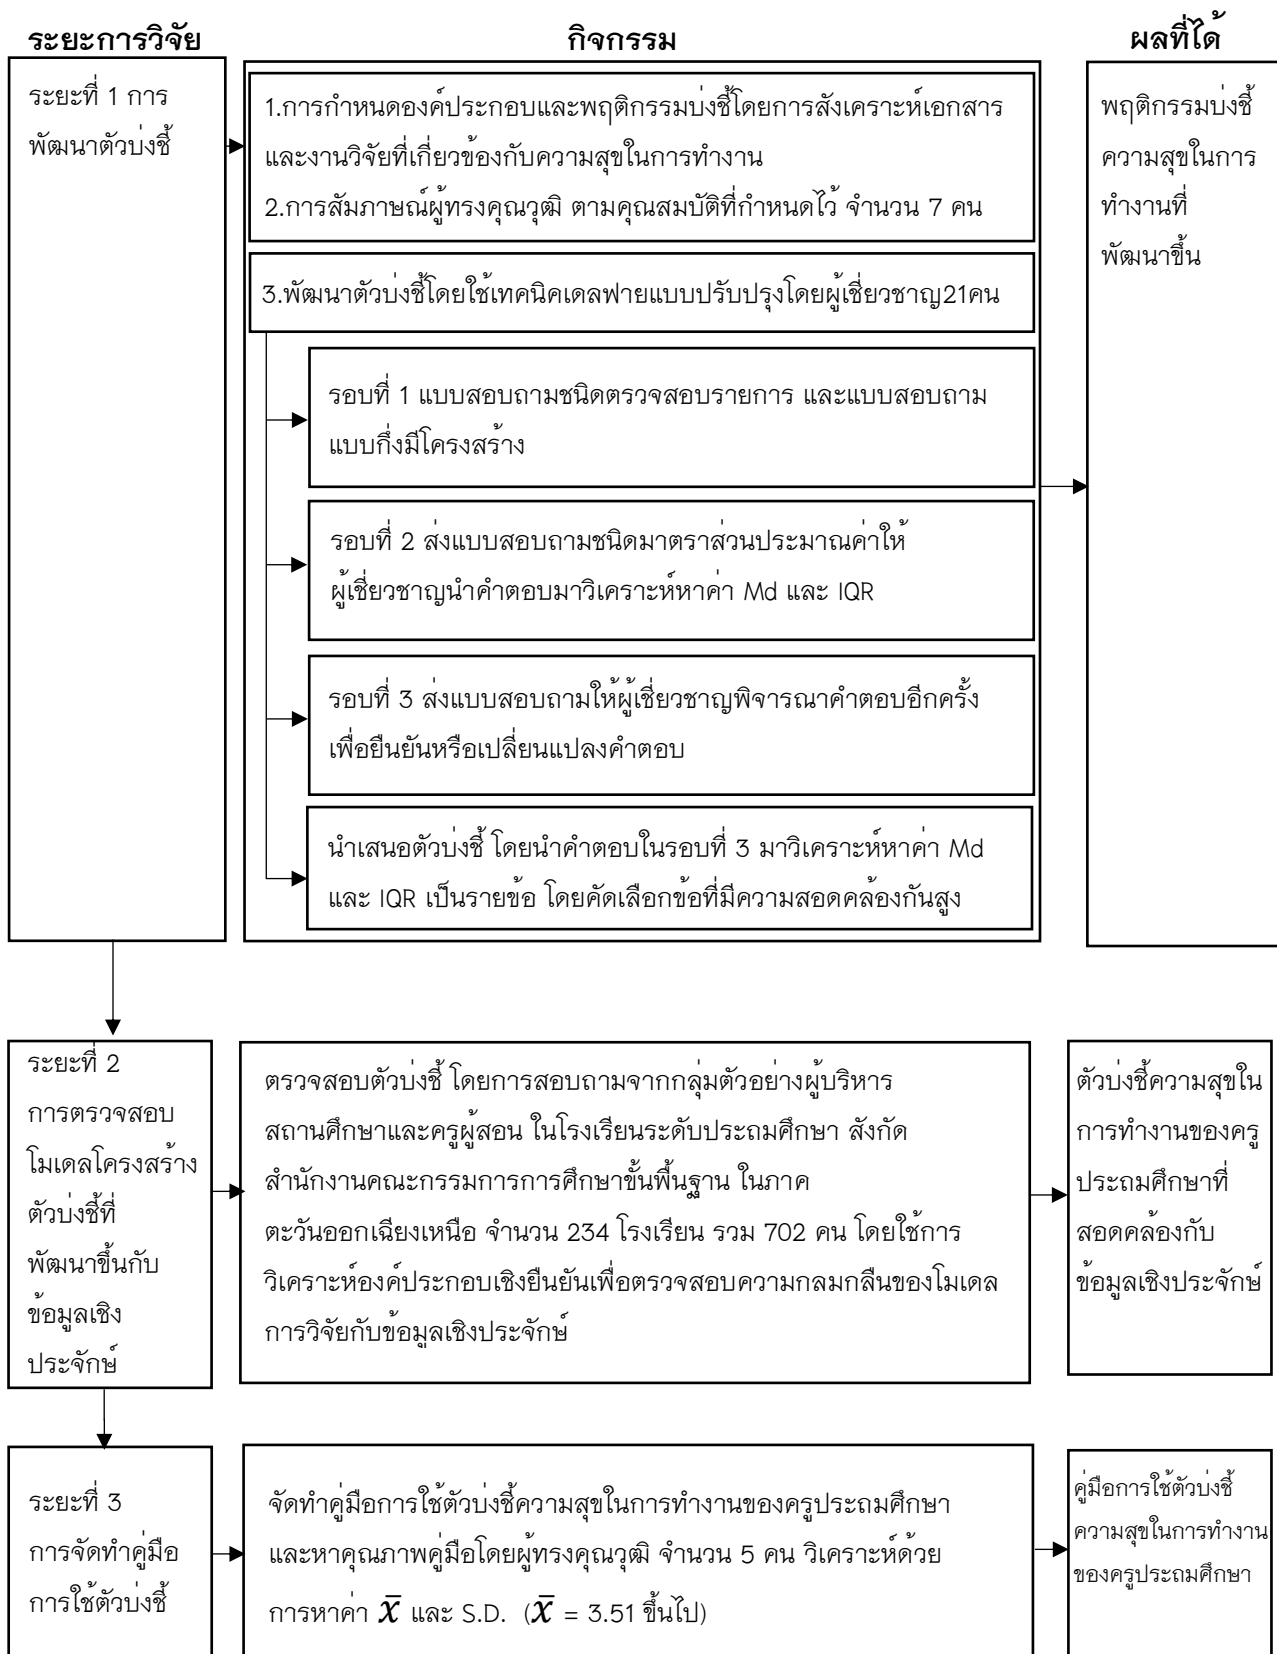 ระยะการวิจัย
กิจกรรม
ผลที่ได้
ระยะที่ 1 การ
พัฒนาตัวบ่งชี้
1.การกำหนดองค์ประกอบและพฤติกรรมบ่งชี้โดยการสังเคราะห์เอกสาร
และงานวิจัยที่เกี่ยวข้องกับความสุขในการทำงาน
2.การสัมภาษณ์ผู้ทรงคุณวุฒิ ตามคุณสมบัติที่กำหนดไว้ จำนวน 7 คน
3.พัฒนาตัวบ่งชี้โดยใช้เทคนิคเดลฟายแบบปรับปรุงโดยผู้เชี่ยวชาญ21คน
รอบที่ 1 แบบสอบถามชนิดตรวจสอบรายการ และแบบสอบถาม
แบบกึ่งมีโครงสร้าง
รอบที่ 2 ส่งแบบสอบถามชนิดมาตราส่วนประมาณค่าให้
ผู้เชี่ยวชาญนำคำตอบมาวิเคราะห์หาค่า Md และ IQR
รอบที่ 3 ส่งแบบสอบถามให้ผู้เชี่ยวชาญพิจารณาคำตอบอีกครั้ง
เพื่อยืนยันหรือเปลี่ยนแปลงคำตอบ
นำเสนอตัวบ่งชี้ โดยนำคำตอบในรอบที่ 3 มาวิเคราะห์หาค่า Md
และ IQR เป็นรายข้อ โดยคัดเลือกข้อที่มีความสอดคล้องกันสูง
พฤติกรรมบ่งชี้
ความสุขในการ
ทำงานที่
พัฒนาขึ้น
ระยะที่ 2
การตรวจสอบ
โมเดลโครงสร้าง
ตัวบ่งชี้ที่
พัฒนาขึ้นกับ
ข้อมูลเชิง
ประจักษ์
ตรวจสอบตัวบ่งชี้ โดยการสอบถามจากกลุ่มตัวอย่างผู้บริหาร
สถานศึกษาและครูผู้สอน ในโรงเรียนระดับประถมศึกษา สังกัด
สำนักงานคณะกรรมการการศึกษาขั้นพื้นฐาน ในภาค
ตะวันออกเฉียงเหนือ จำนวน 234 โรงเรียน รวม 702 คน โดยใช้การ
วิเคราะห์องค์ประกอบเชิงยืนยันเพื่อตรวจสอบความกลมกลืนของโมเดล
การวิจัยกับข้อมูลเชิงประจักษ์
ตัวบ่งชี้ความสุขใน
การทำงานของครู
ประถมศึกษาที่
สอดคล้องกับ
ข้อมูลเชิงประจักษ์
ระยะที่ 3
การจัดทำคู่มือ
การใช้ตัวบ่งชี้
จัดทำคู่มือการใช้ตัวบ่งชี้ความสุขในการทำงานของครูประถมศึกษา
และหาคุณภาพคู่มือโดยผู้ทรงคุณวุฒิ จำนวน 5 คน วิเคราะห์ด้วย
การหาค่า x̄ และ S.D. (x̄ = 3.51 ขึ้นไป)
คู่มือการใช้ตัวบ่งชี้
ความสุขในการทำงาน
ของครูประถมศึกษา